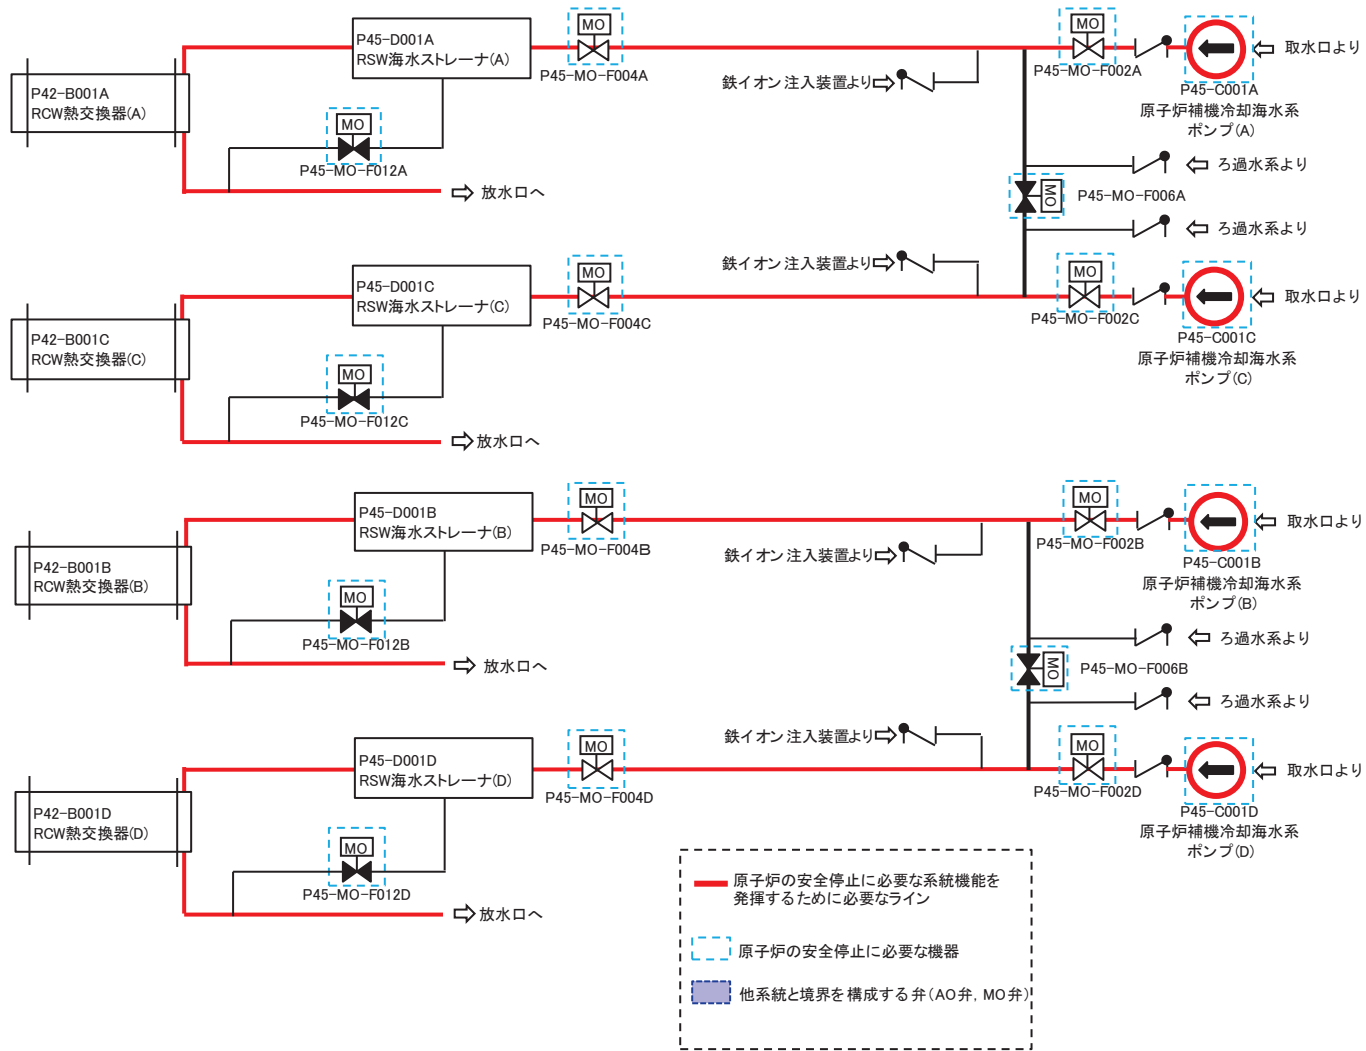 MO
MO
P45-D001A
RSW海水ストレーナ(A)
P45-MO-F004A
P45-MO-F002A
取水口より
P45-C001A
原子炉補機冷却海水系
ポンプ(A)
鉄イオン注入装置より
P42-B001A
RCW熱交換器(A)
MO
P45-MO-F012A
放水口へ
ろ過水系より
MO
P45-MO-F006A
ろ過水系より
鉄イオン注入装置より
MO
MO
P45-D001C
RSW海水ストレーナ(C)
P45-MO-F004C
P45-MO-F002C
取水口より
P45-C001C
原子炉補機冷却海水系
ポンプ(C)
P42-B001C
RCW熱交換器(C)
MO
P45-MO-F012C
放水口へ
MO
MO
P45-D001B
RSW海水ストレーナ(B)
P45-MO-F004B
P45-MO-F002B
取水口より
P45-C001B
原子炉補機冷却海水系
ポンプ(B)
鉄イオン注入装置より
P42-B001B
RCW熱交換器(B)
MO
P45-MO-F012B
放水口へ
ろ過水系より
MO
P45-MO-F006B
ろ過水系より
鉄イオン注入装置より
MO
MO
P45-D001D
RSW海水ストレーナ(D)
P45-MO-F004D
P45-MO-F002D
取水口より
P45-C001D
原子炉補機冷却海水系
ポンプ(D)
P42-B001D
RCW熱交換器(D)
MO
P45-MO-F012D
放水口へ
原子炉の安全停止に必要な系統機能を
発揮するために必要なライン
原子炉の安全停止に必要な機器
他系統と境界を構成する弁(AO弁, MO弁)